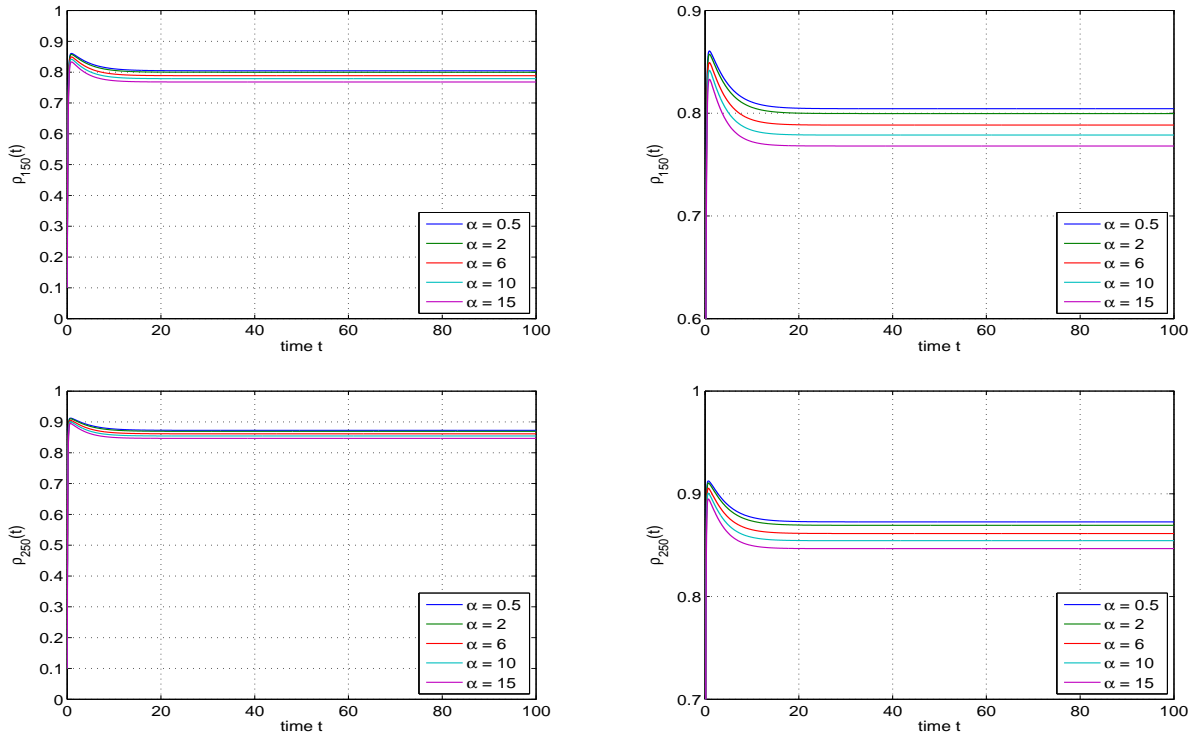 1
0.9
0.8
0.7
0.6
0.5
0.4
0.3
0.2
0.1
0
ρ150(t)
0 20 40 60 80 100
time t
α = 0.5
α = 2
α = 6
α = 10
α = 15
0.9
0.8
0.7
0.6
ρ150(t)
0 20 40 60 80 100
time t
α = 0.5
α = 2
α = 6
α = 10
α = 15
1
0.9
0.8
0.7
0.6
0.5
0.4
0.3
0.2
0.1
0
ρ250(t)
0 20 40 60 80 100
time t
α = 0.5
α = 2
α = 6
α = 10
α = 15
1
0.9
0.8
0.7
ρ250(t)
0 20 40 60 80 100
time t
α = 0.5
α = 2
α = 6
α = 10
α = 15